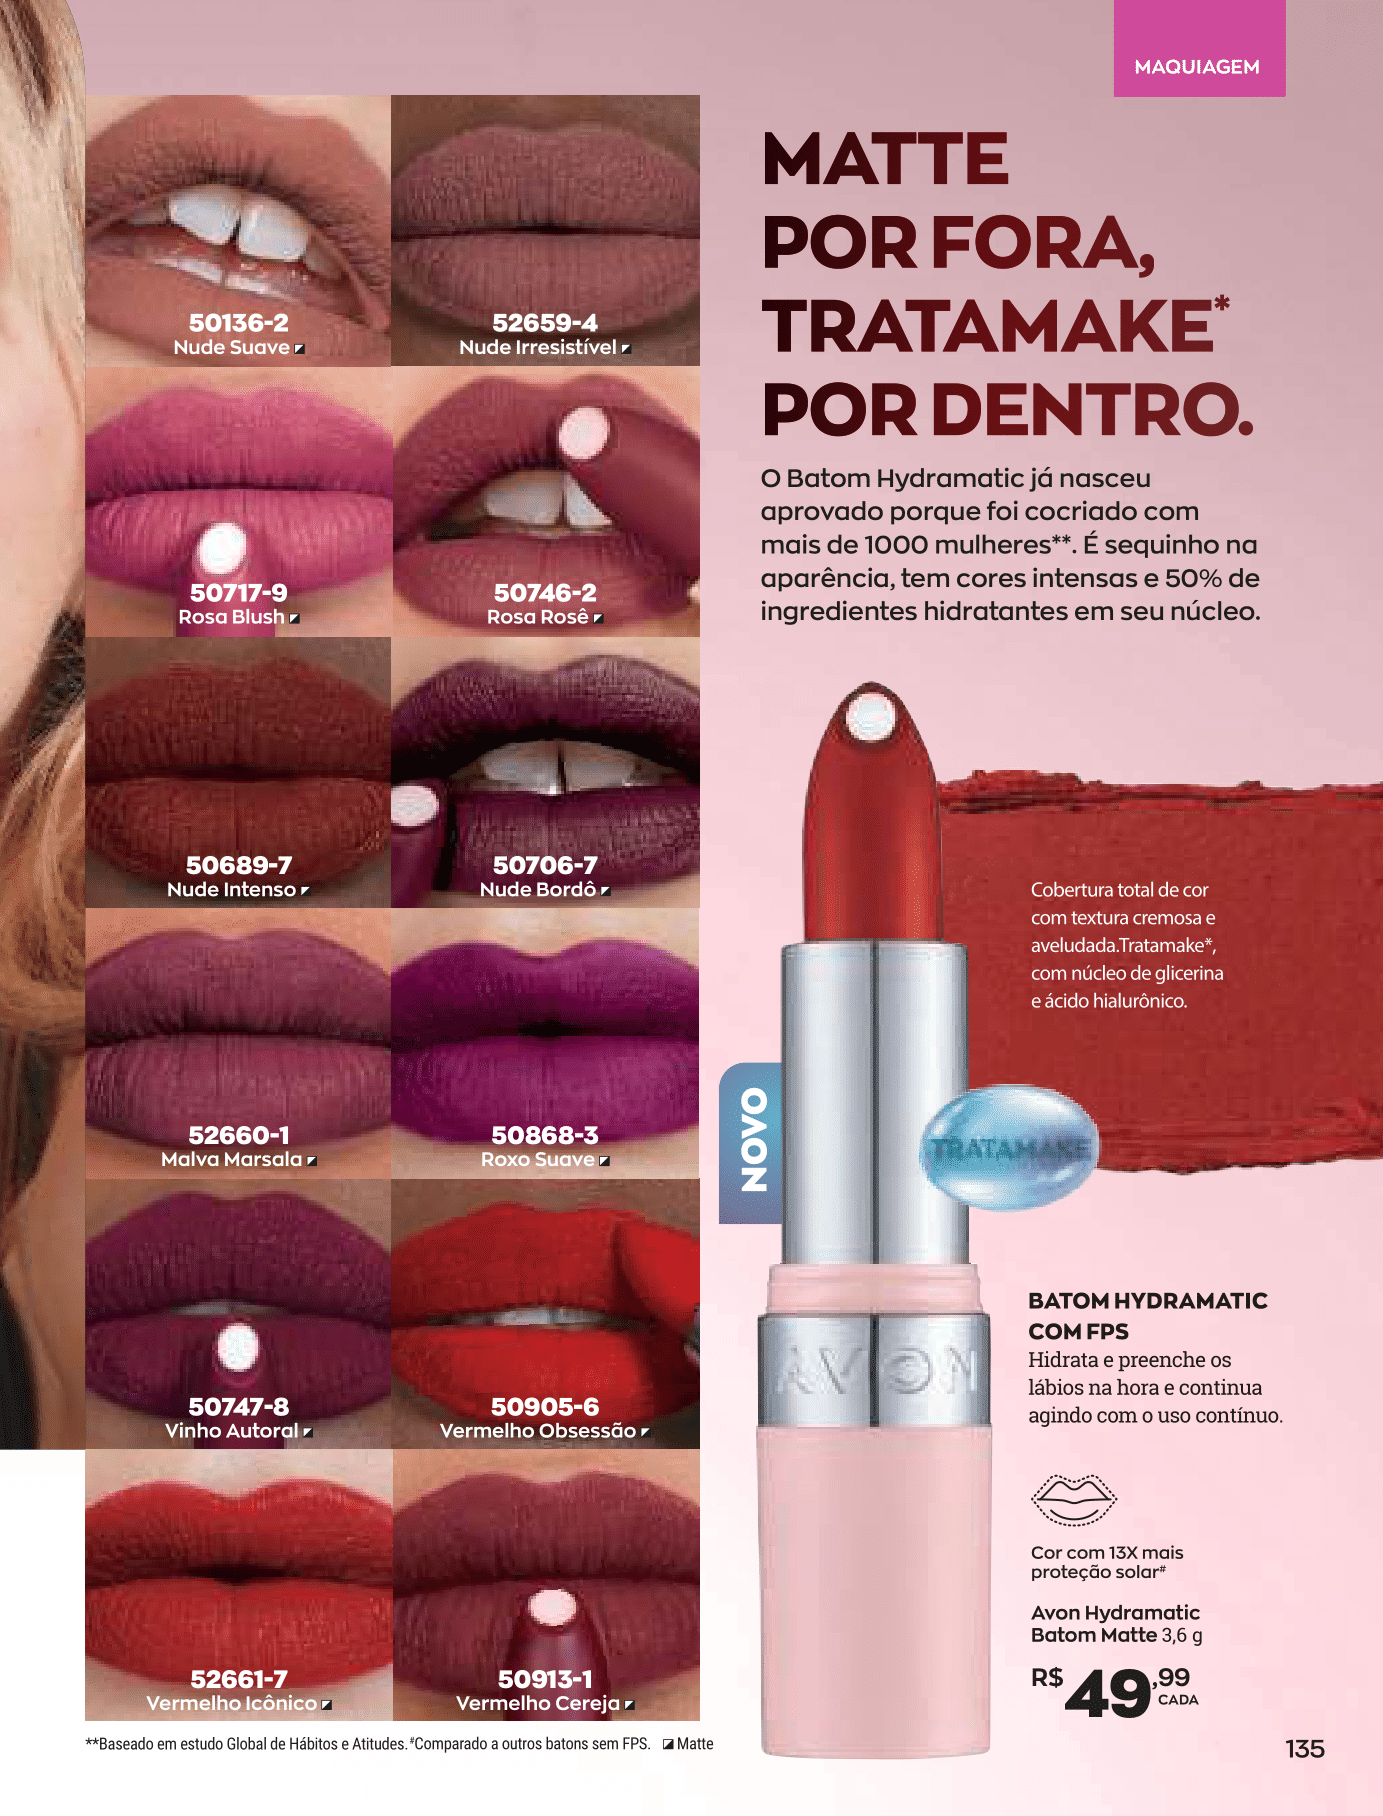 MAQUIAGEM
MATTE
POR FORA,
TRATAMAKE*
POR DENTRO.
O Batom Hydramatic já nasceu
aprovado porque foi cocriado com
mais de 1000 mulheres**. É sequinho na
aparência, tem cores intensas e 50% de
ingredientes hidratantes em seu núcleo.
50136-2
Nude Suave
52659-4
Nude Irresistível
50717-9
Rosa Blush
50746-2
Rosa Rosê
50689-7
Nude Intenso
50706-7
Nude Bordô
52660-1
Malva Marsala
50868-3
Roxo Suave
50747-8
Vinho Autoral
50905-6
Vermelho Obsessão
52661-7
Vermelho Icônico
50913-1
Vermelho Cereja
Cobertura total de cor
com textura cremosa e
aveludada.Tratamake*,
com núcleo de glicerina
e ácido hialurônico.
NOVO
TRATAMAKE
AVON
BATOM HYDRAMATIC
COM FPS
Hidrata e preenche os
lábios na hora e continua
agindo com o uso contínuo.
Cor com 13X mais
proteção solar#
Avon Hydramatic
Batom Matte 3,6 g
R$ 49,99
CADA
**Baseado em estudo Global de Hábitos e Atitudes. #Comparado a outros batons sem FPS. Matte
135